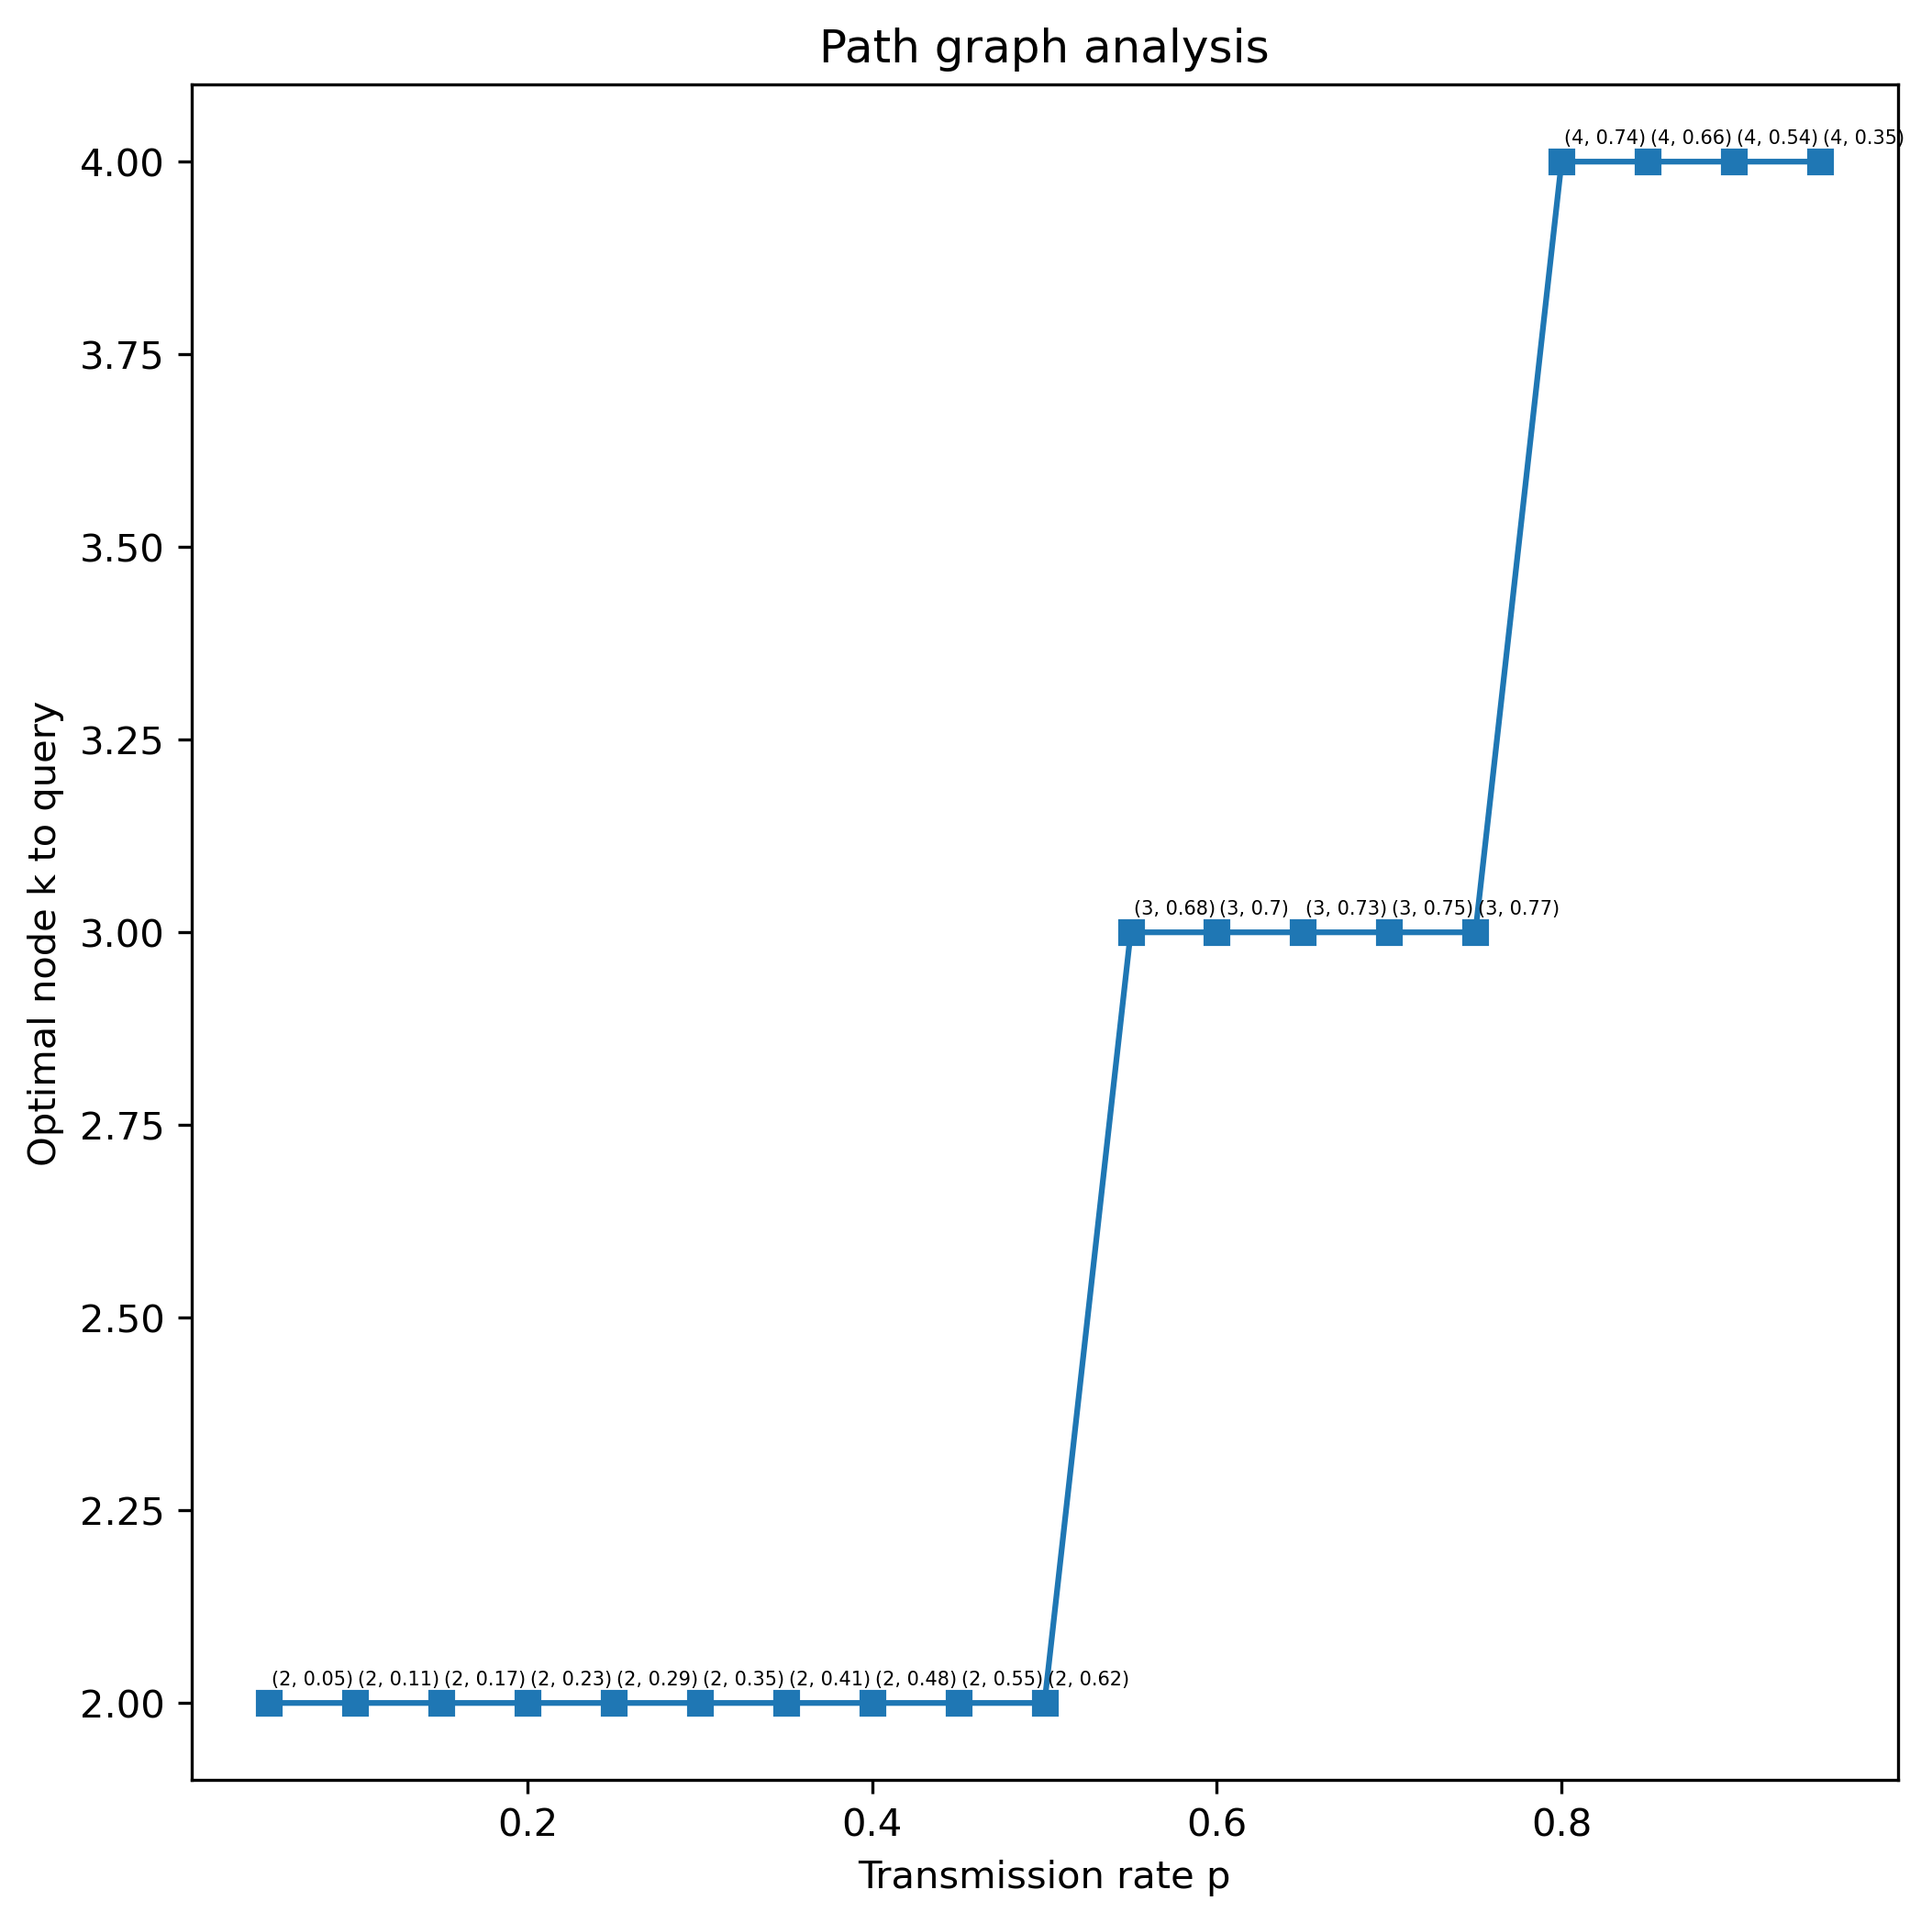 Path graph analysis
Optimal node k to query
4.00
3.75
3.50
3.25
3.00
2.75
2.50
2.25
2.00
(4, 0.74) (4, 0.66) (4, 0.54) (4, 0.35)
(3, 0.68) (3, 0.7) (3, 0.73) (3, 0.75) (3, 0.77)
(2, 0.05) (2, 0.11) (2, 0.17) (2, 0.23) (2, 0.29) (2, 0.35) (2, 0.41) (2, 0.48) (2, 0.55) (2, 0.62)
0.2 0.4 0.6 0.8
Transmission rate p